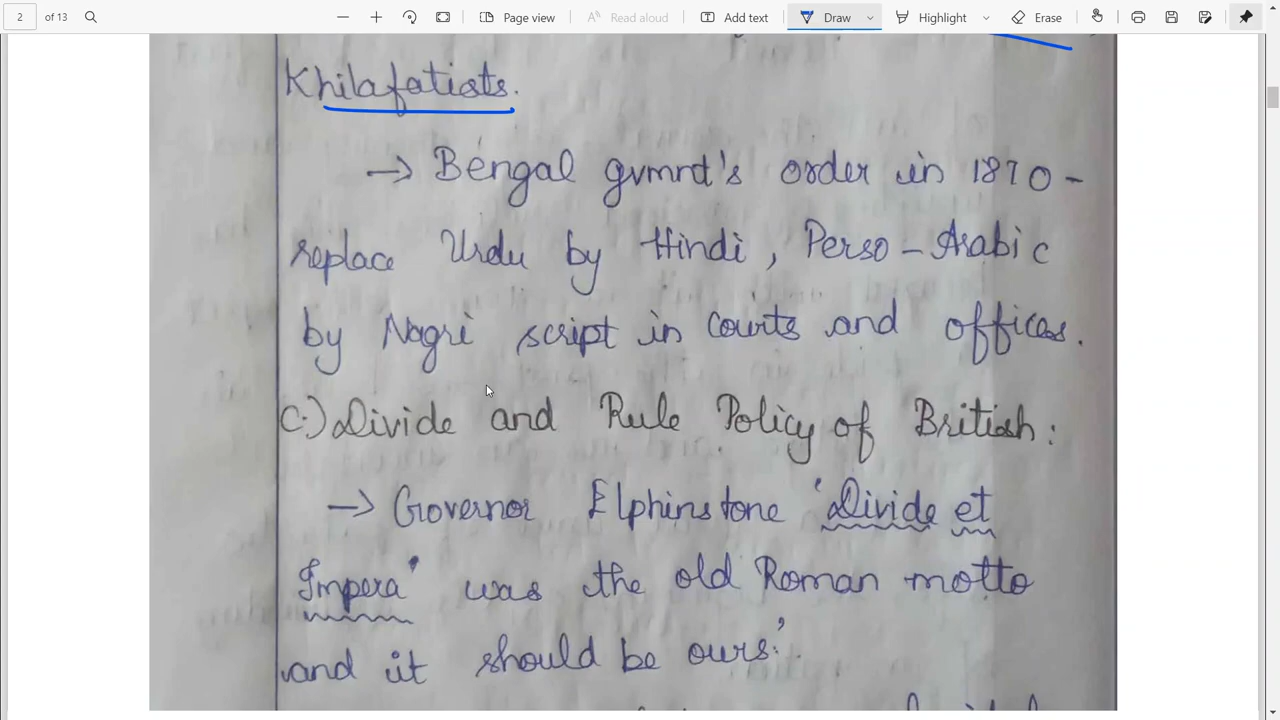 2 of 13 Page view Read aloud Add text Draw Highlight Erase
Khilafatists.
→ Bengal gvmnt's order in 1870 -
replace Urdu by Hindi, Perso - Arabic
by Nagri script in Courts and offices.
C.) Divide and Rule Policy of British:
→ Governor Elphinstone 'Divide et
Impera' was the old Roman motto
and it should be ours.'